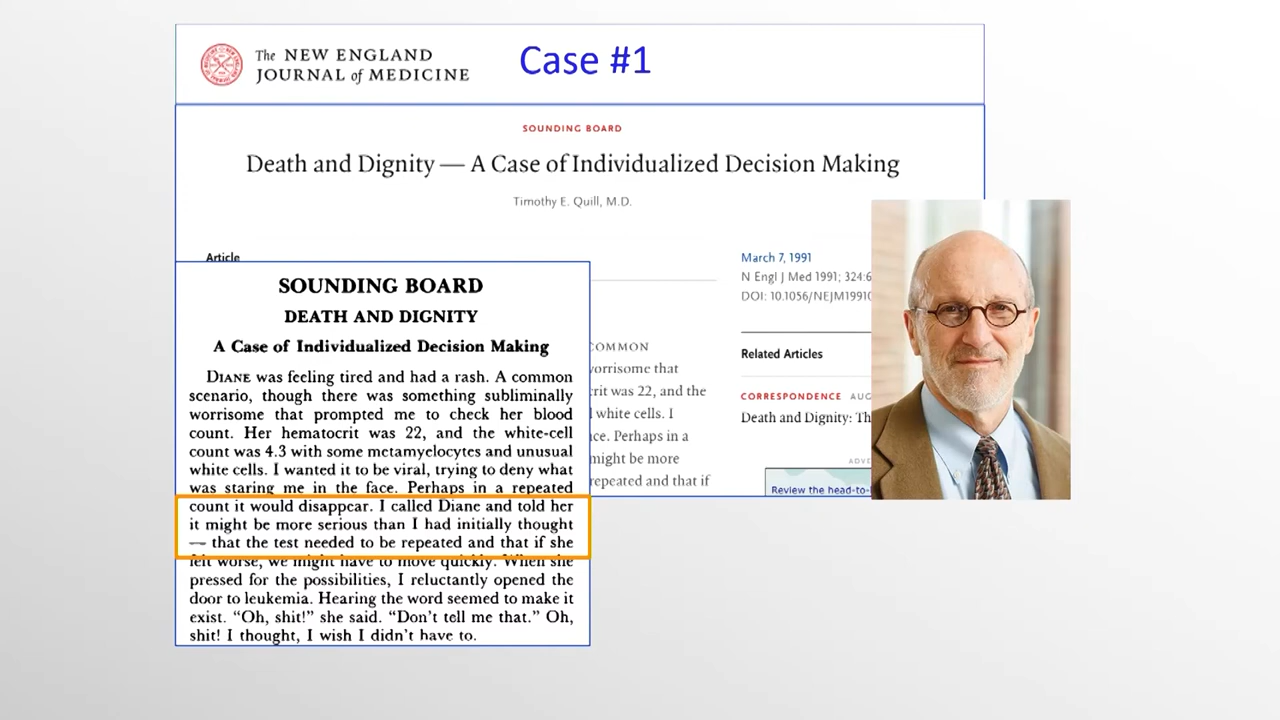 The NEW ENGLAND
JOURNAL of MEDICINE
Case #1
SOUNDING BOARD
Death and Dignity — A Case of Individualized Decision Making
Timothy E. Quill, M.D.
Article
March 7, 1991
N Engl J Med 1991; 324:6
DOI: 10.1056/NEJM19910
Related Articles
CORRESPONDENCE AUG
Death and Dignity: Th
ADVE
Review the head-to-
COMMON
worrisome that
crit was 22, and the
white cells. I
ce. Perhaps in a
might be more
repeated and that if
SOUNDING BOARD
DEATH AND DIGNITY
A Case of Individualized Decision Making
DIANE was feeling tired and had a rash. A common
scenario, though there was something subliminally
worrisome that prompted me to check her blood
count. Her hematocrit was 22, and the white-cell
count was 4.3 with some metamyelocytes and unusual
white cells. I wanted it to be viral, trying to deny what
was staring me in the face. Perhaps in a repeated
count it would disappear. I called Diane and told her
it might be more serious than I had initially thought
— that the test needed to be repeated and that if she
felt worse, we might have to move quickly. When she
pressed for the possibilities, I reluctantly opened the
door to leukemia. Hearing the word seemed to make it
exist. “Oh, shit!” she said. “Don't tell me that.” Oh,
shit! I thought, I wish I didn't have to.